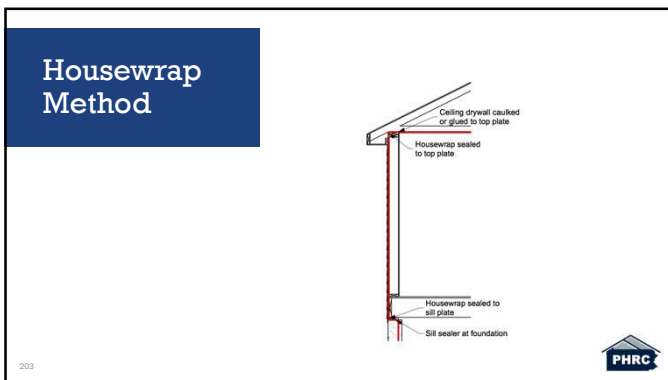 Housewrap
Method
Ceiling drywall caulked
or glued to top plate
Housewrap sealed
to top plate
Housewrap sealed to
sill plate
Sill sealer at foundation
203
PHRC